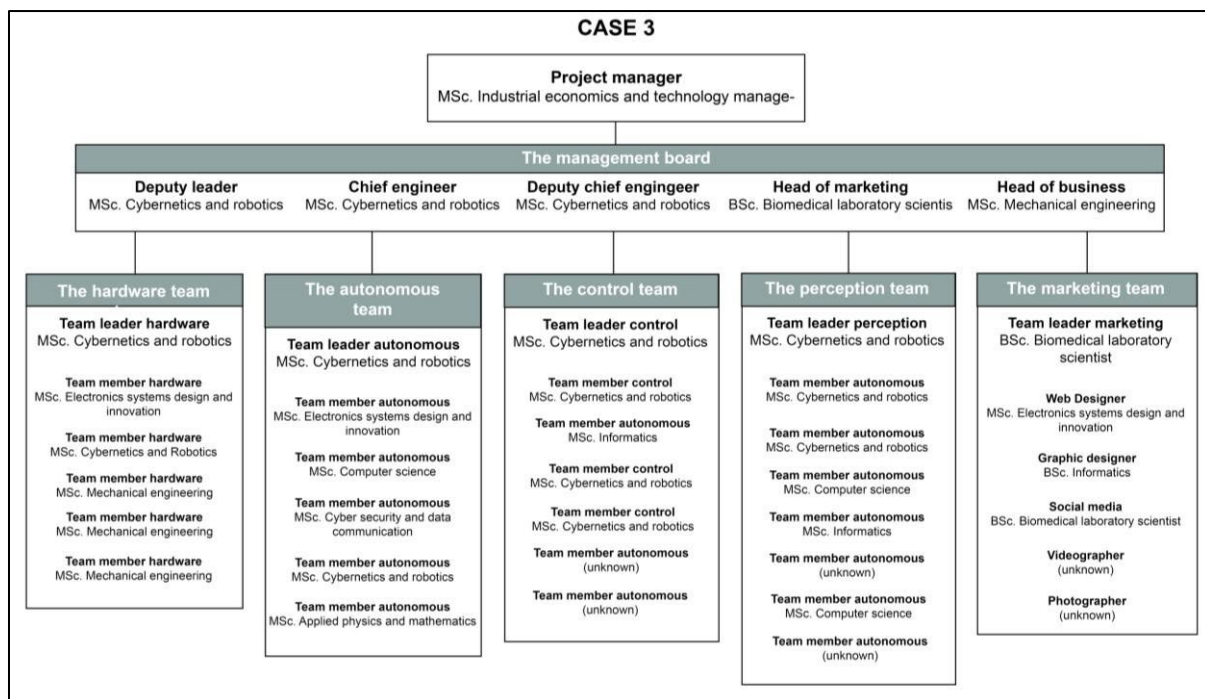 CASE 3
Project manager
MSc. Industrial economics and technology manage-
The management board
Deputy leader
MSc. Cybernetics and robotics
Chief engineer
MSc. Cybernetics and robotics
Deputy chief engingeer
MSc. Cybernetics and robotics
Head of marketing
BSc. Biomedical laboratory scientis
Head of business
MSc. Mechanical engineering
The hardware team
Team leader hardware
MSc. Cybernetics and robotics
Team member hardware
MSc. Electronics systems design and
innovation
Team member hardware
MSc. Cybernetics and Robotics
Team member hardware
MSc. Mechanical engineering
Team member hardware
MSc. Mechanical engineering
Team member hardware
MSc. Mechanical engineering
The autonomous
team
Team leader autonomous
MSc. Cybernetics and robotics
Team member autonomous
MSc. Electronics systems design and
innovation
Team member autonomous
MSc. Computer science
Team member autonomous
MSc. Cyber security and data
communication
Team member autonomous
MSc. Cybernetics and robotics
Team member autonomous
MSc. Applied physics and mathematics
The control team
Team leader control
MSc. Cybernetics and robotics
Team member control
MSc. Cybernetics and robotics
Team member autonomous
MSc. Informatics
Team member control
MSc. Cybernetics and robotics
Team member control
MSc. Cybernetics and robotics
Team member autonomous
(unknown)
Team member autonomous
(unknown)
The perception team
Team leader perception
MSc. Cybernetics and robotics
Team member autonomous
MSc. Cybernetics and robotics
Team member autonomous
MSc. Cybernetics and robotics
Team member autonomous
MSc. Computer science
Team member autonomous
MSc. Informatics
Team member autonomous
(unknown)
Team member autonomous
MSc. Computer science
Team member autonomous
(unknown)
The marketing team
Team leader marketing
BSc. Biomedical laboratory
scientist
Web Designer
MSc. Electronics systems design and
innovation
Graphic designer
BSc. Informatics
Social media
BSc. Biomedical laboratory scientist
Videographer
(unknown)
Photographer
(unknown)